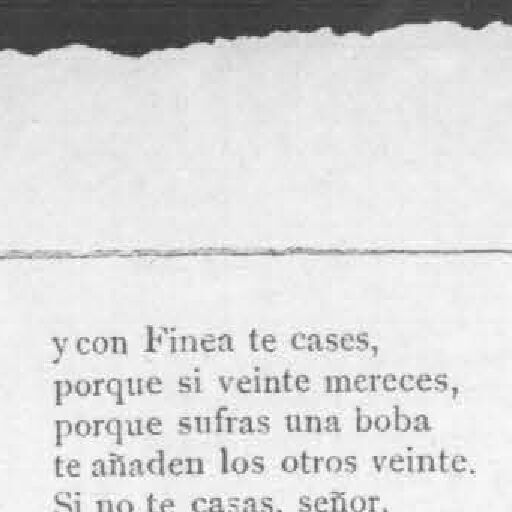 y con Finea te cases,
porque si veinte mereces,
porque sufras una boba
te añaden los otros veinte.
Si no te casas, señor,